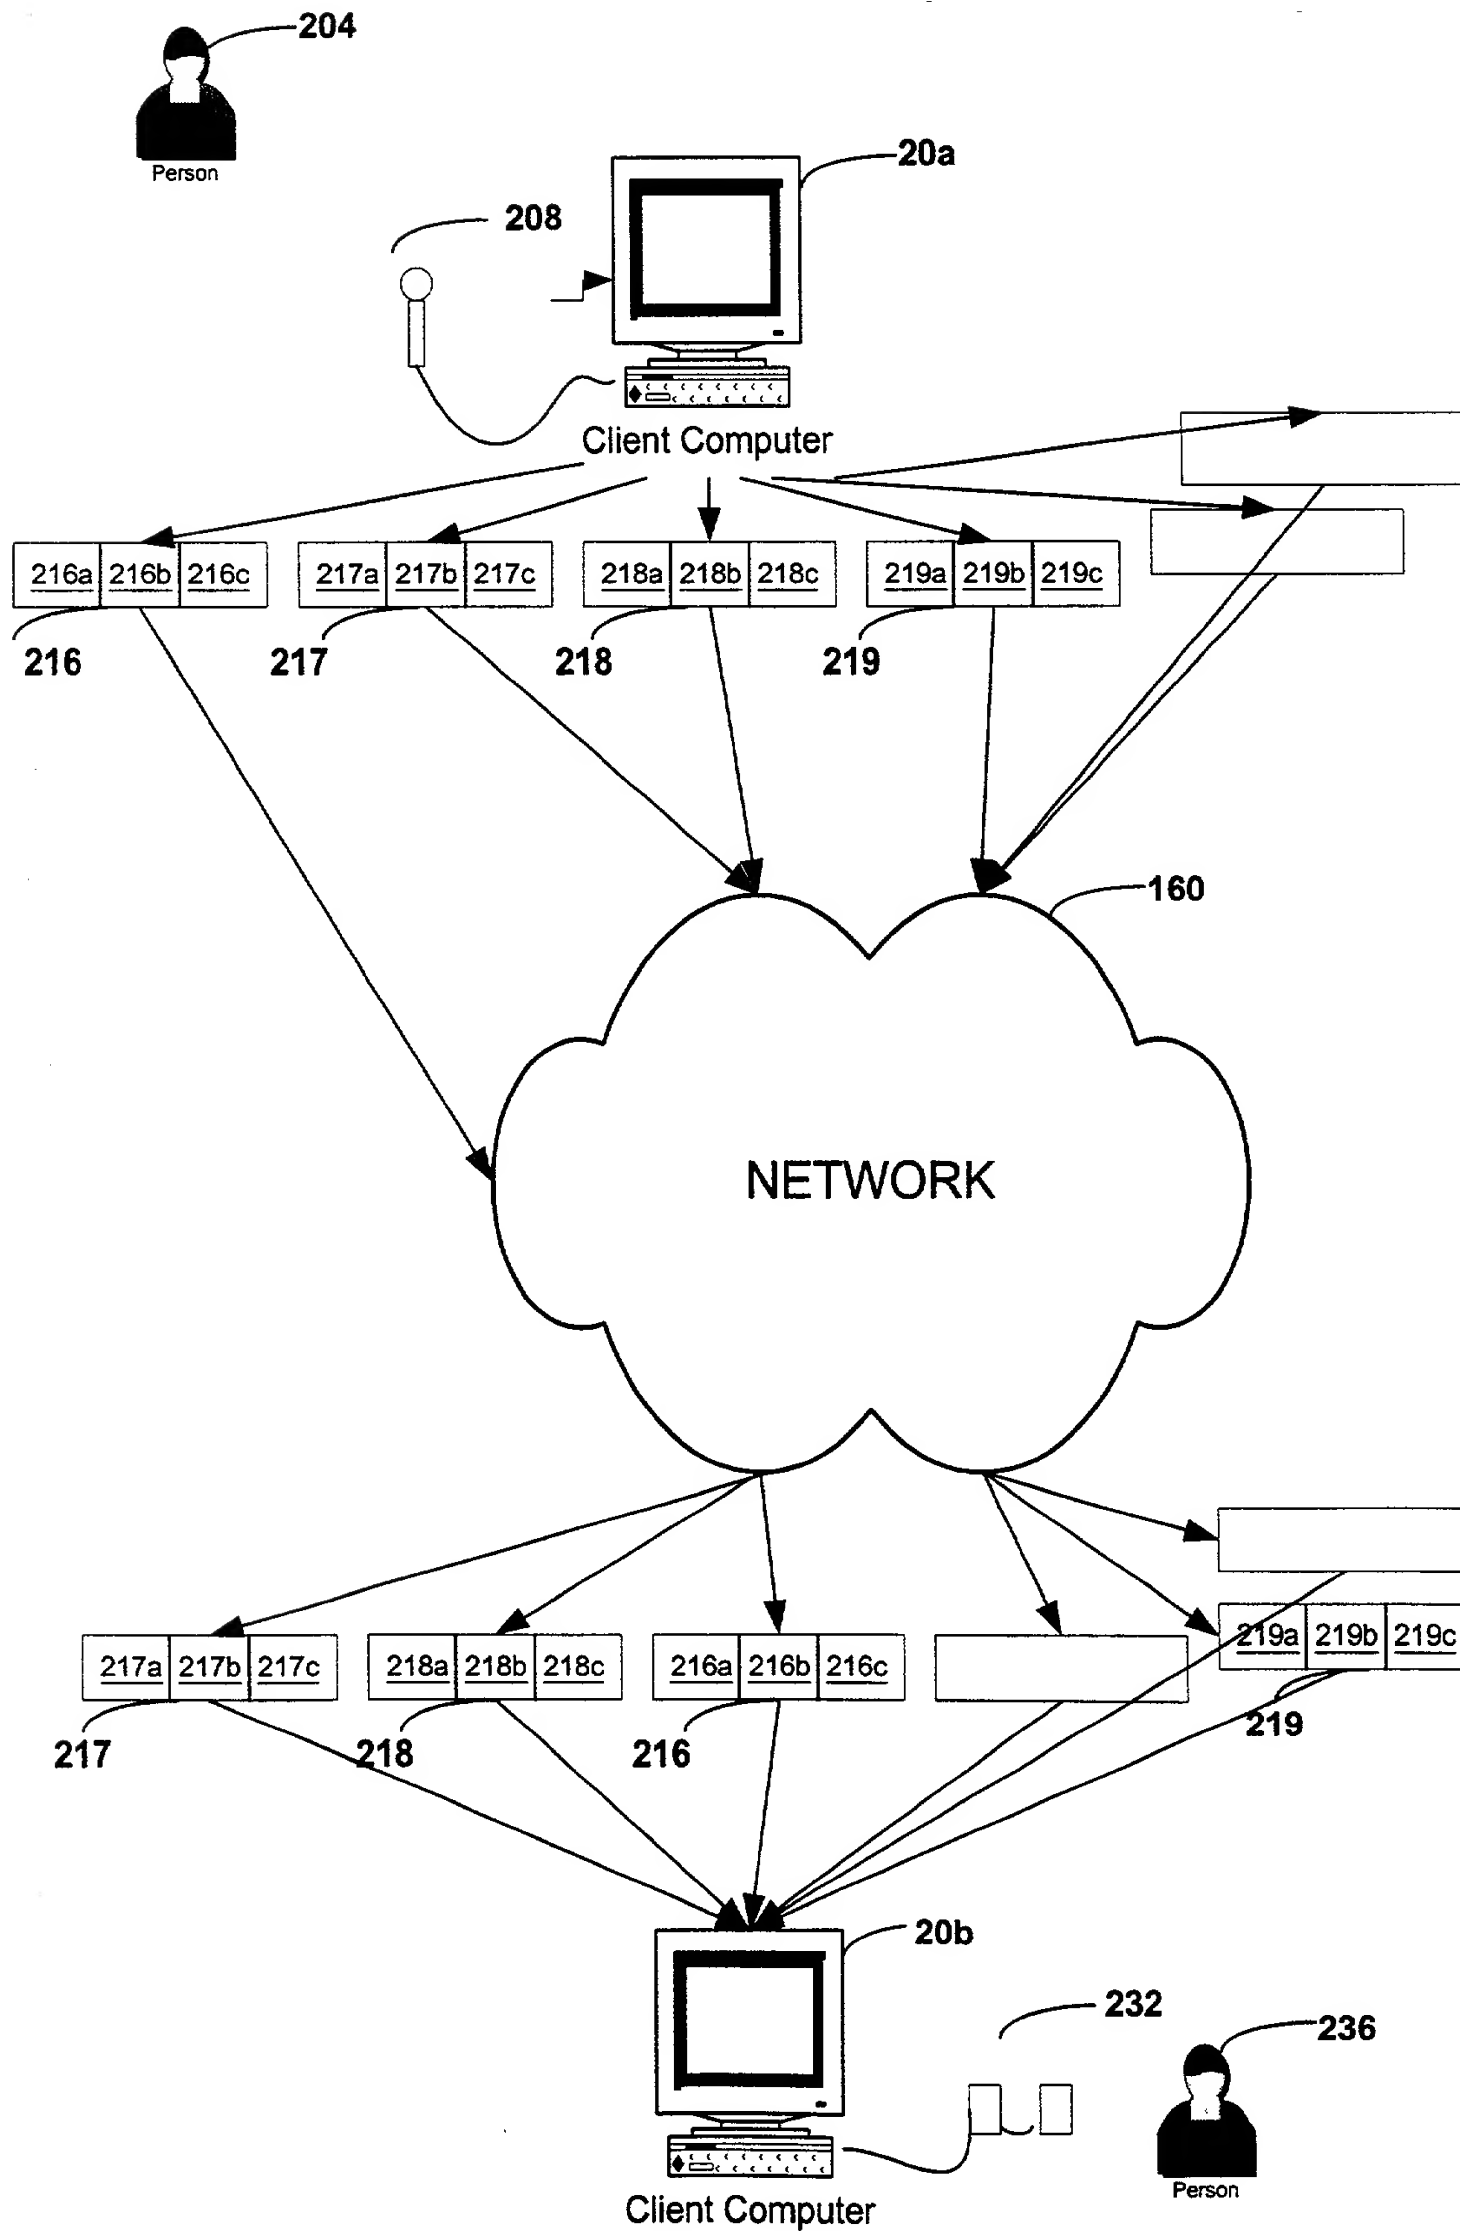 204
Person
20a
208
Client Computer
216a 216b 216c 217a 217b 217c 218a 218b 218c 219a 219b 219c
216 217 218 219
160
NETWORK
219a 219b 219c
217a 217b 217c 218a 218b 218c 216a 216b 216c
219
217 218 216
20b
232
236
Person
Client Computer